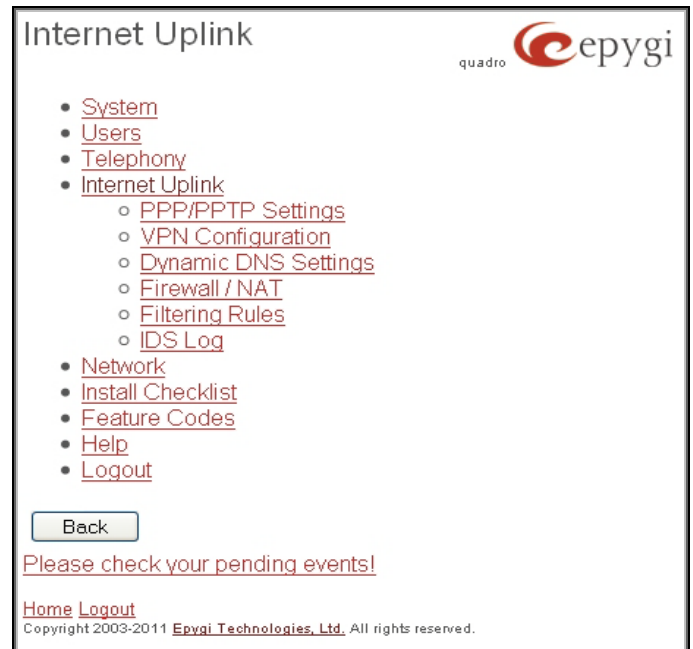 Internet Uplink
quadro epygi
System
Users
Telephony
Internet Uplink
PPP/PPTP Settings
VPN Configuration
Dynamic DNS Settings
Firewall / NAT
Filtering Rules
IDS Log
Network
Install Checklist
Feature Codes
Help
Logout
Back
Please check your pending events!
Home Logout
Copyright 2003-2011 Epygi Technologies, Ltd. All rights reserved.